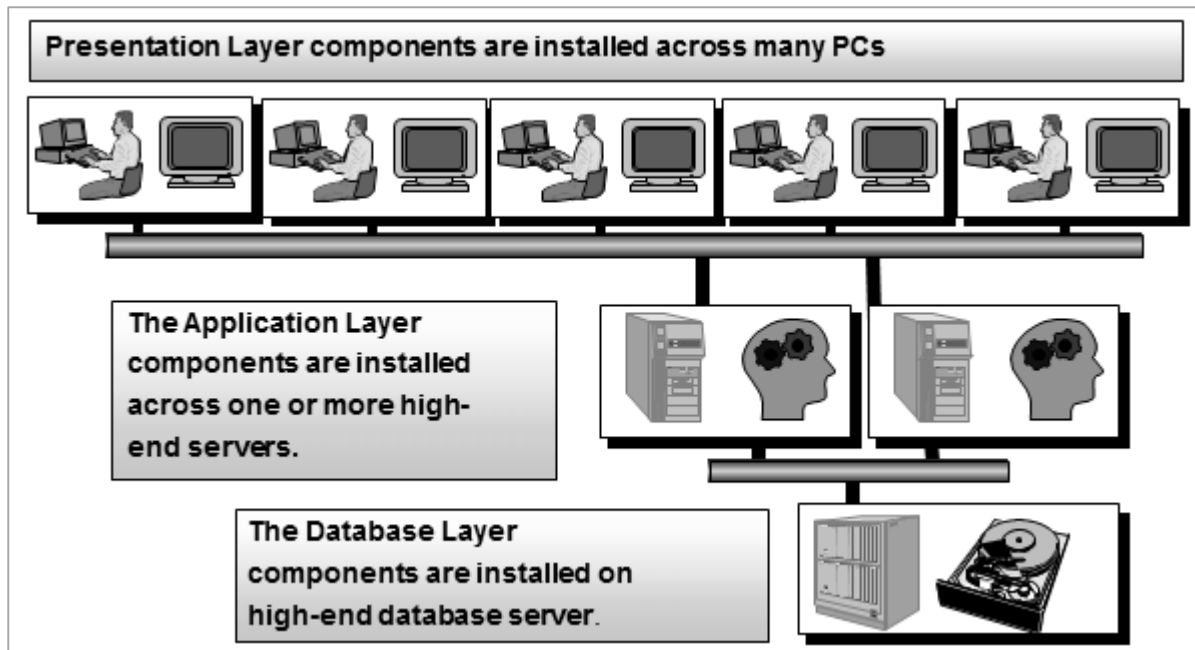 Presentation Layer components are installed across many PCs
The Application Layer
components are installed
across one or more high-
end servers.
The Database Layer
components are installed on
high-end database server.